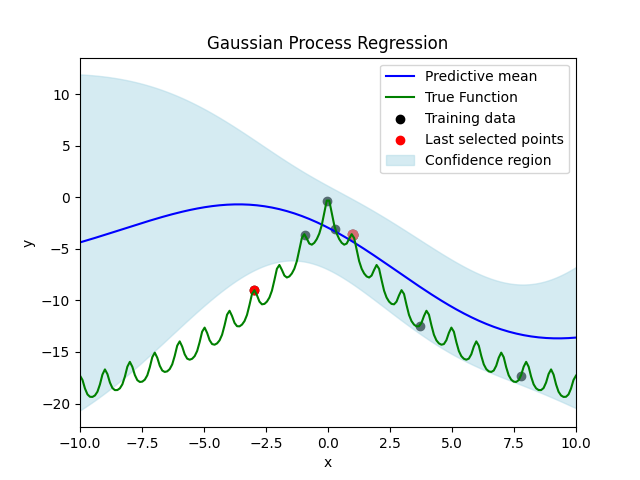 Gaussian Process Regression
Predictive mean
True Function
Training data
Last selected points
Confidence region
y
10
5
0
−5
−10
−15
−20
−10.0 −7.5 −5.0 −2.5 0.0 2.5 5.0 7.5 10.0
x